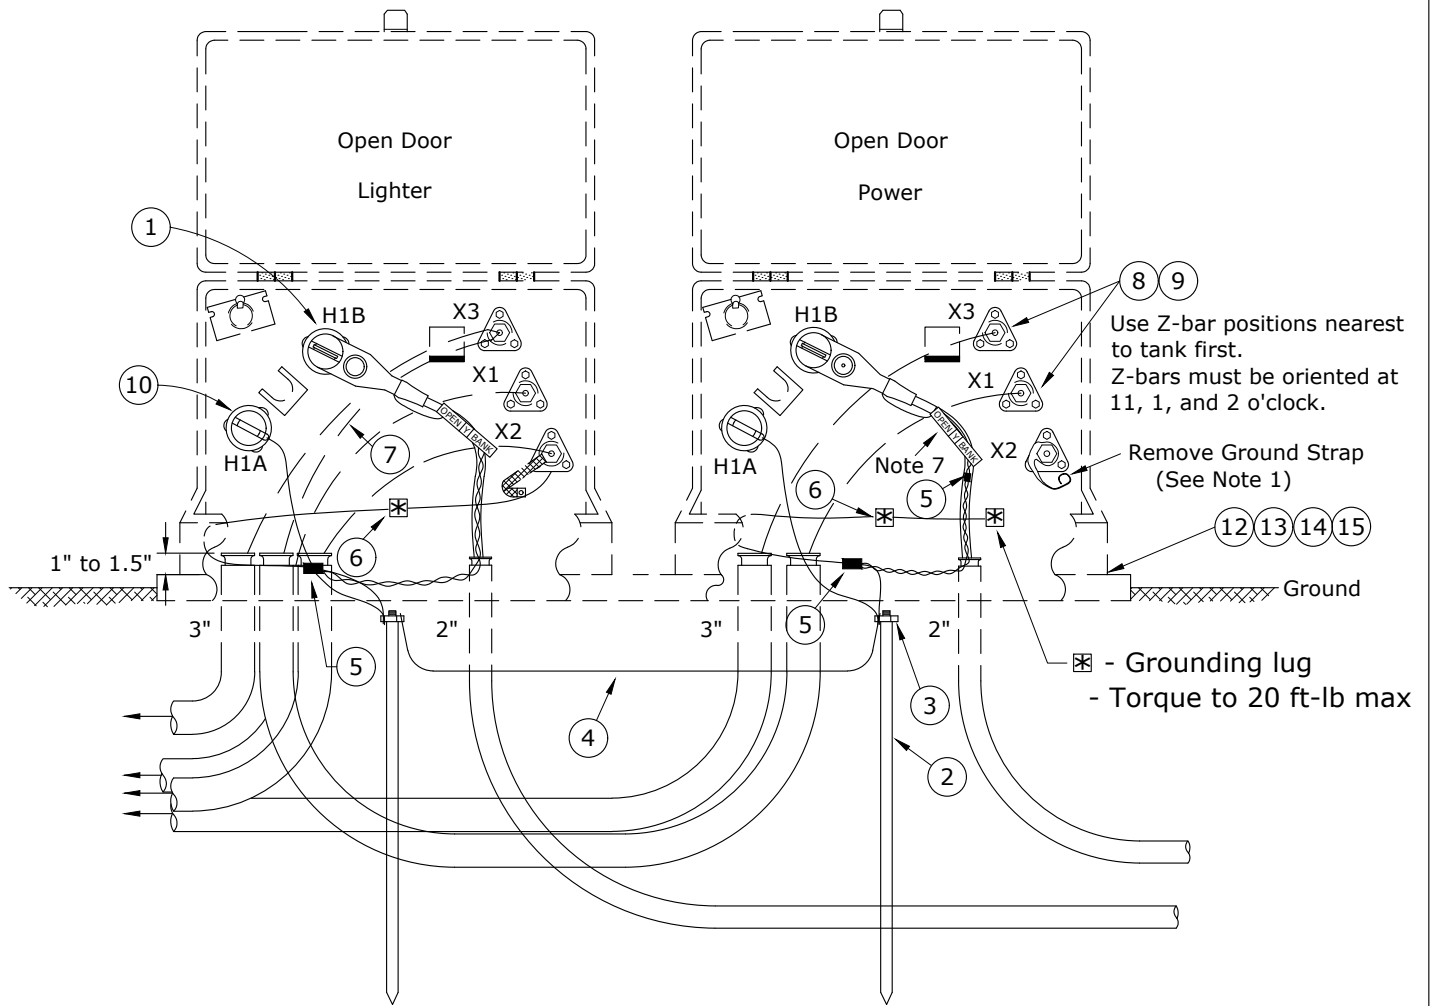 Open Door
Lighter
Open Door
Power
1
H1B
X3
H1B
X3
8 9
Use Z-bar positions nearest
to tank first.
Z-bars must be oriented at
11, 1, and 2 o'clock.
10
X1
X1
OPEN Y BANK
OPEN Y BANK
7
X2
X2
H1A
H1A
Note 7
Remove Ground Strap
(See Note 1)
6
5
6
12 13 14 15
1" to 1.5"
Ground
3"
2"
3"
5
2"
5
* - Grounding lug
- Torque to 20 ft-lb max
3
4
2